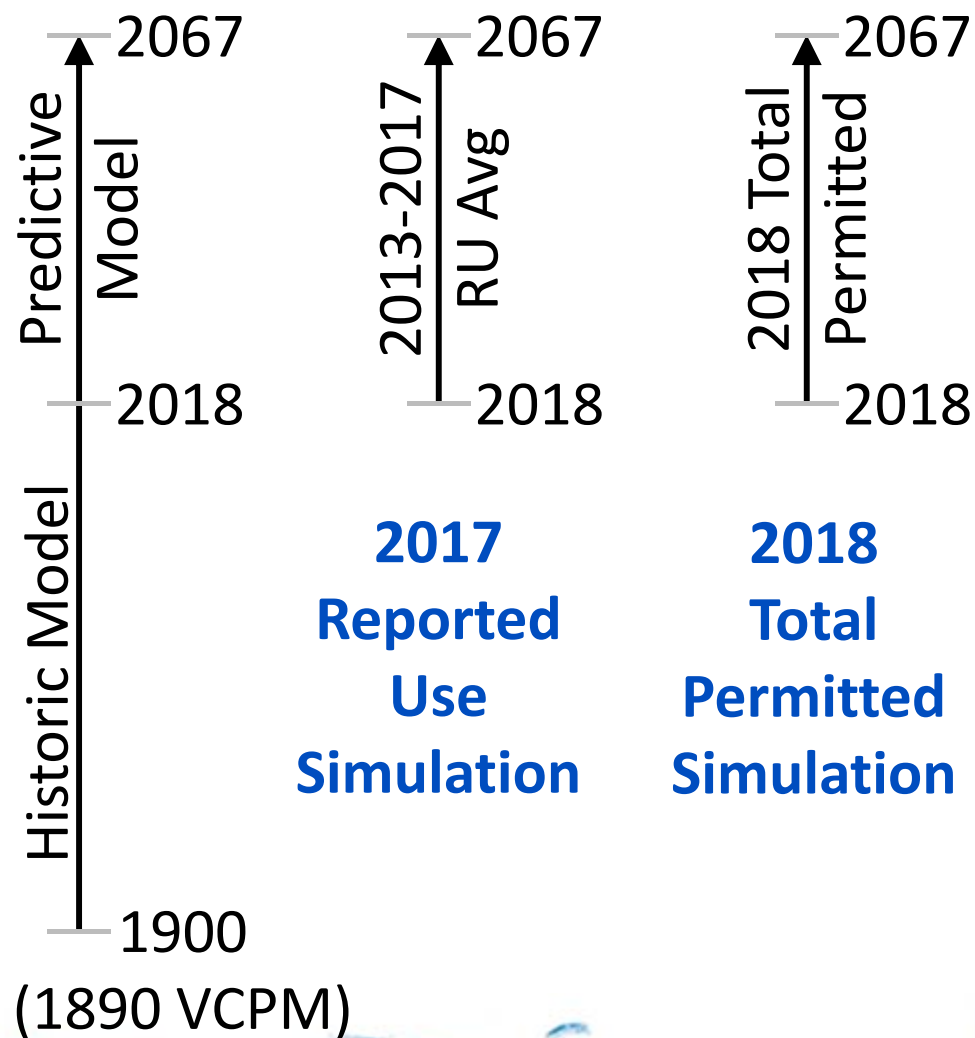 2067
Predictive
Model
2018
Historic Model
1900
(1890 VCPM)
2067
2013-2017
RU Avg
2018
2017
Reported
Use
Simulation
2067
2018 Total
Permitted
2018
2018
Total
Permitted
Simulation